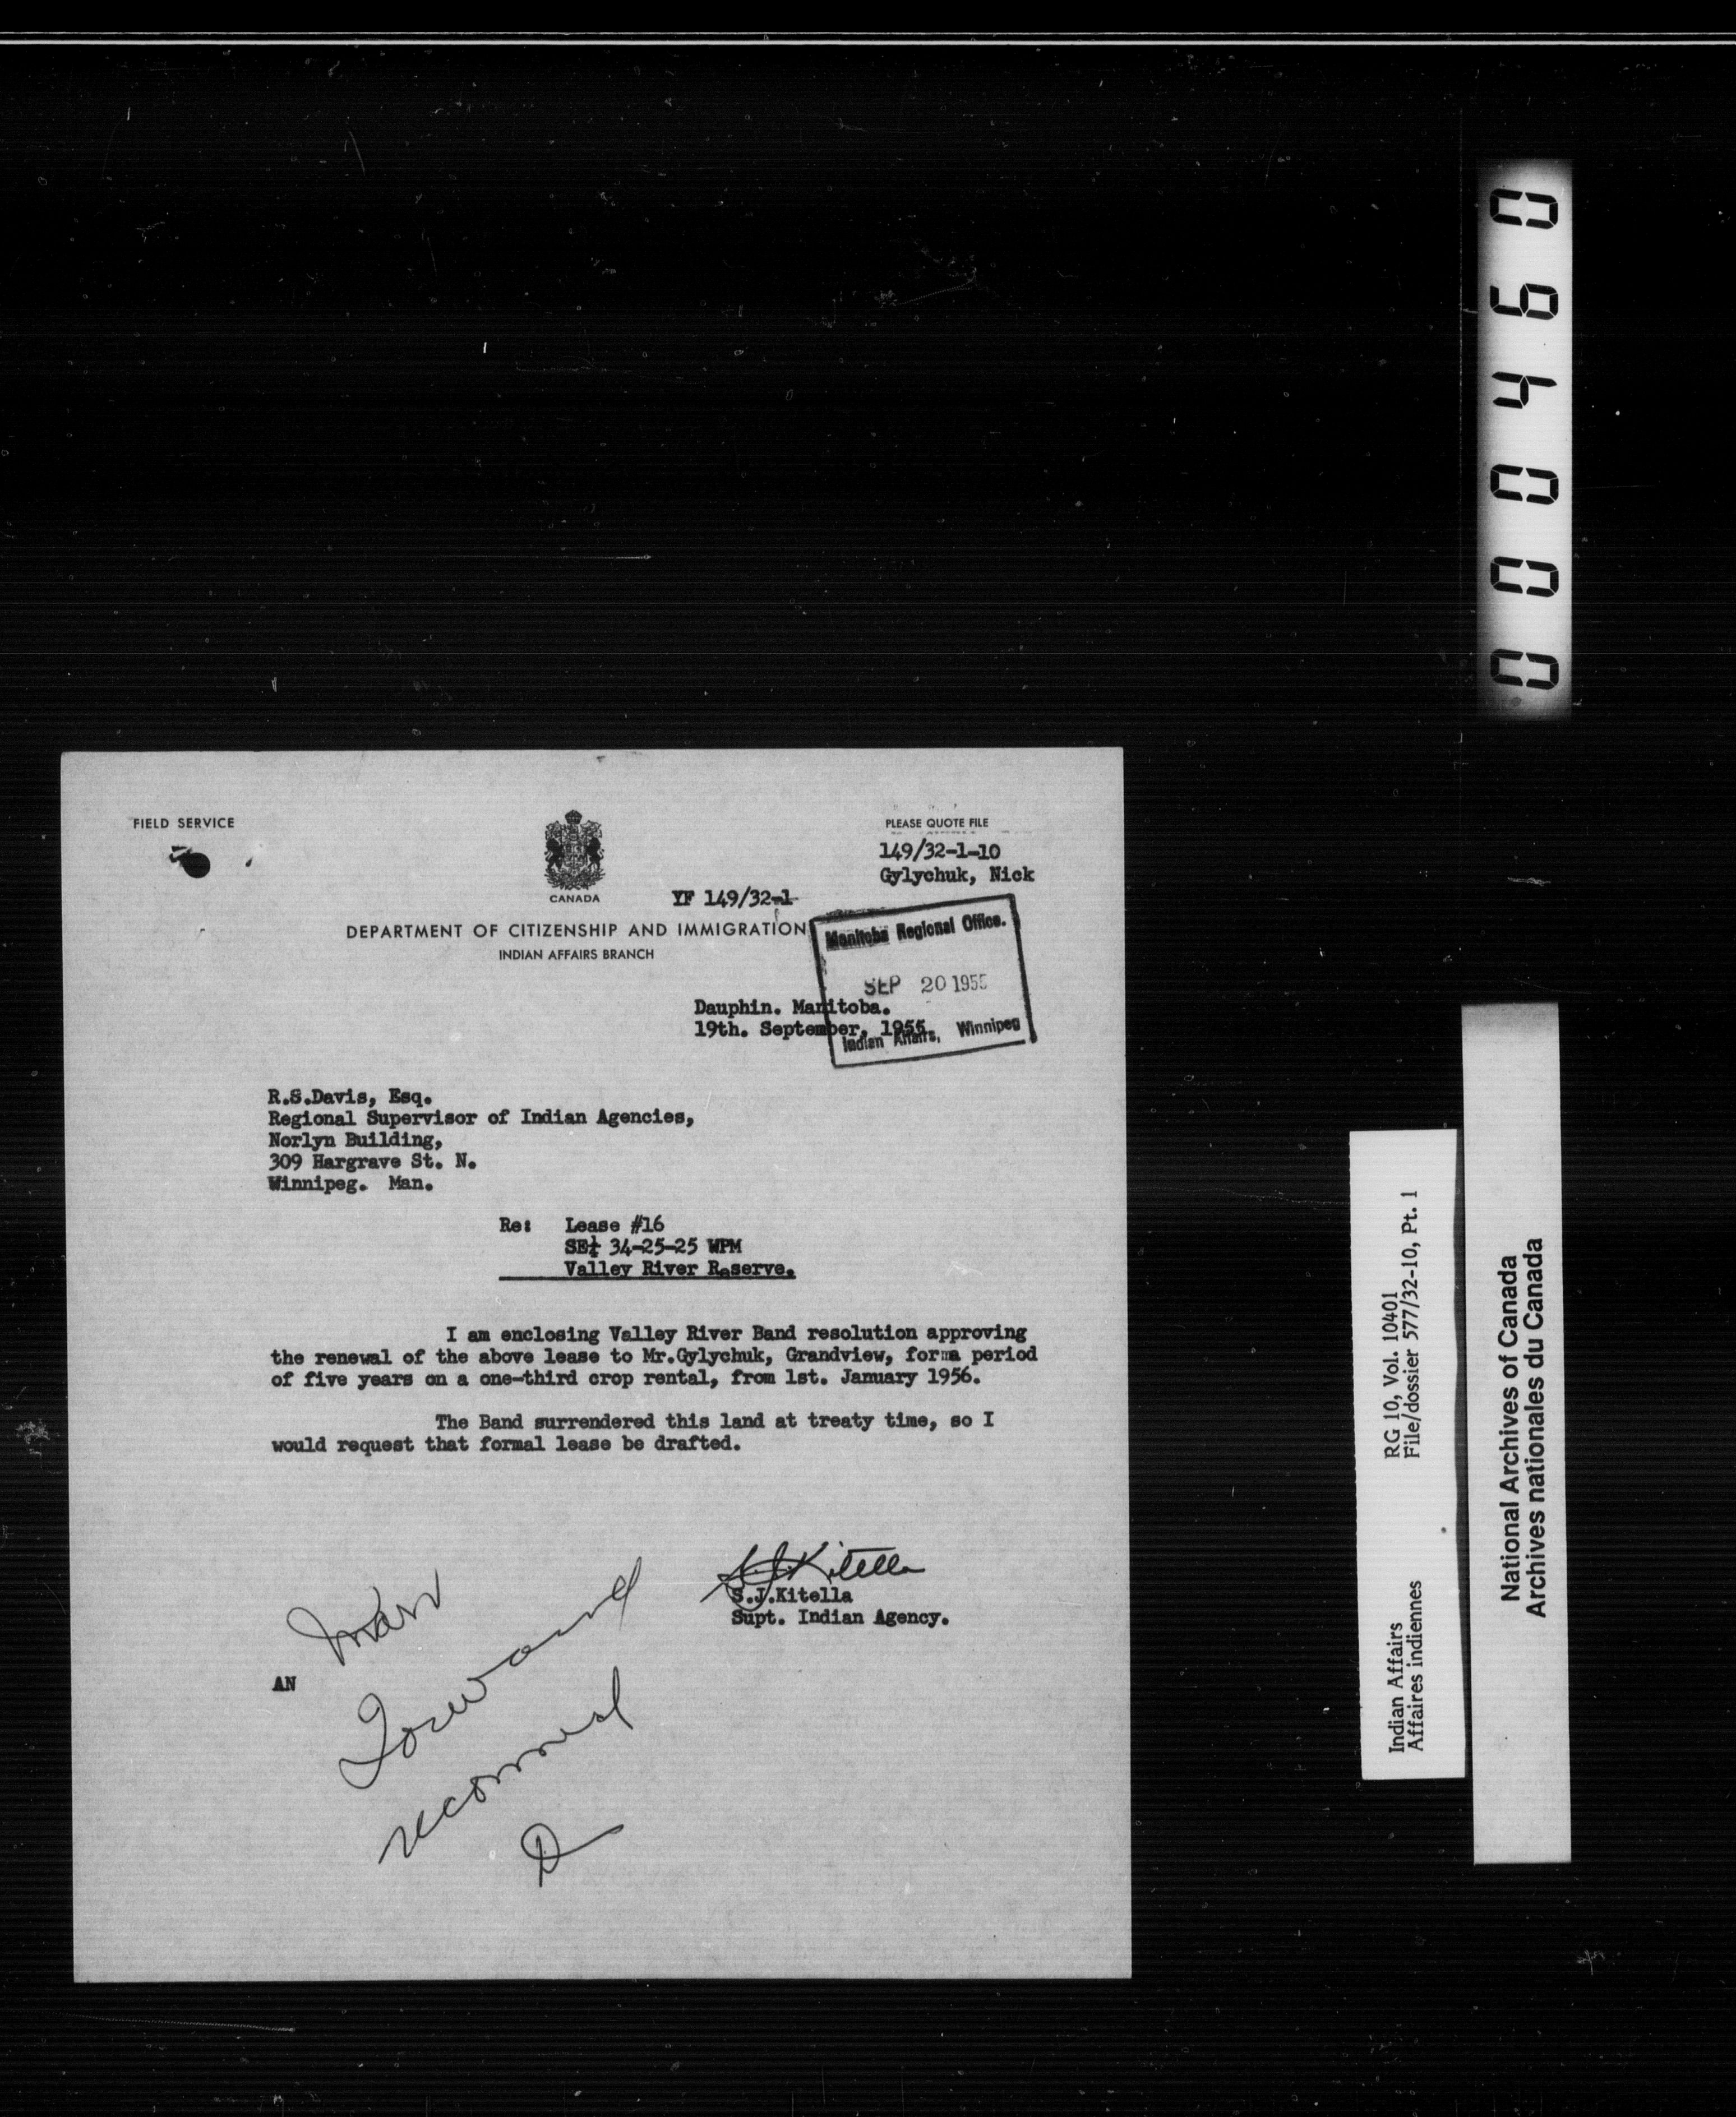 FIELD SERVICE
CANADA
PLEASE QUOTE FILE
149/32-1-10
Gylychuk, Nick
YF 149/32-1
DEPARTMENT OF CITIZENSHIP AND IMMIGRATION
INDIAN AFFAIRS BRANCH
Manitoba Regional Office.
SEP 20 1955
Indian Affairs, Winnipeg
Dauphin. Manitoba.
19th. September, 1955.
R.S.Davis, Esq.
Regional Supervisor of Indian Agencies,
Norlyn Building,
309 Hargrave St. N.
Winnipeg. Man.
Re: Lease #16
SE¼ 34-25-25 WPM
Valley River Reserve.
I am enclosing Valley River Band resolution approving
the renewal of the above lease to Mr.Gylychuk, Grandview, for a period
of five years on a one-third crop rental, from 1st. January 1956.
The Band surrendered this land at treaty time, so I
would request that formal lease be drafted.
S.J.Kitella
S.J.Kitella
Supt. Indian Agency.
AN
Forward
recommend
D
000460
RG 10, Vol. 10401
File/dossier 577/32-10, Pt. 1
Indian Affairs
Affaires indiennes
National Archives of Canada
Archives nationales du Canada